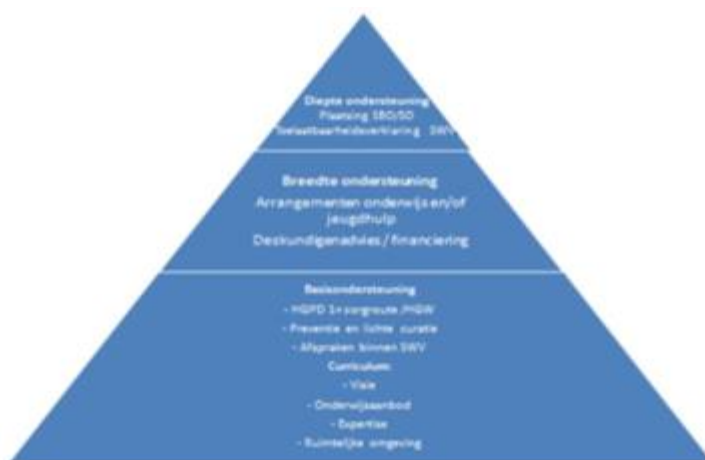 Diepte ondersteuning
Plaatsing SBO/SO
Toelaatbaarheidsverklaring SWV
Breedte ondersteuning
Arrangementen onderwijs en/of
jeugdhulp
Deskundigenadvies / financiering
Basisondersteuning
- HGPD 1+ zorgroute /HGW
- Preventie en lichte curatie
- Afspraken binnen SWV
Curriculum:
- Visie
- Onderwijsaanbod
- Expertise
- Ruimtelijke omgeving